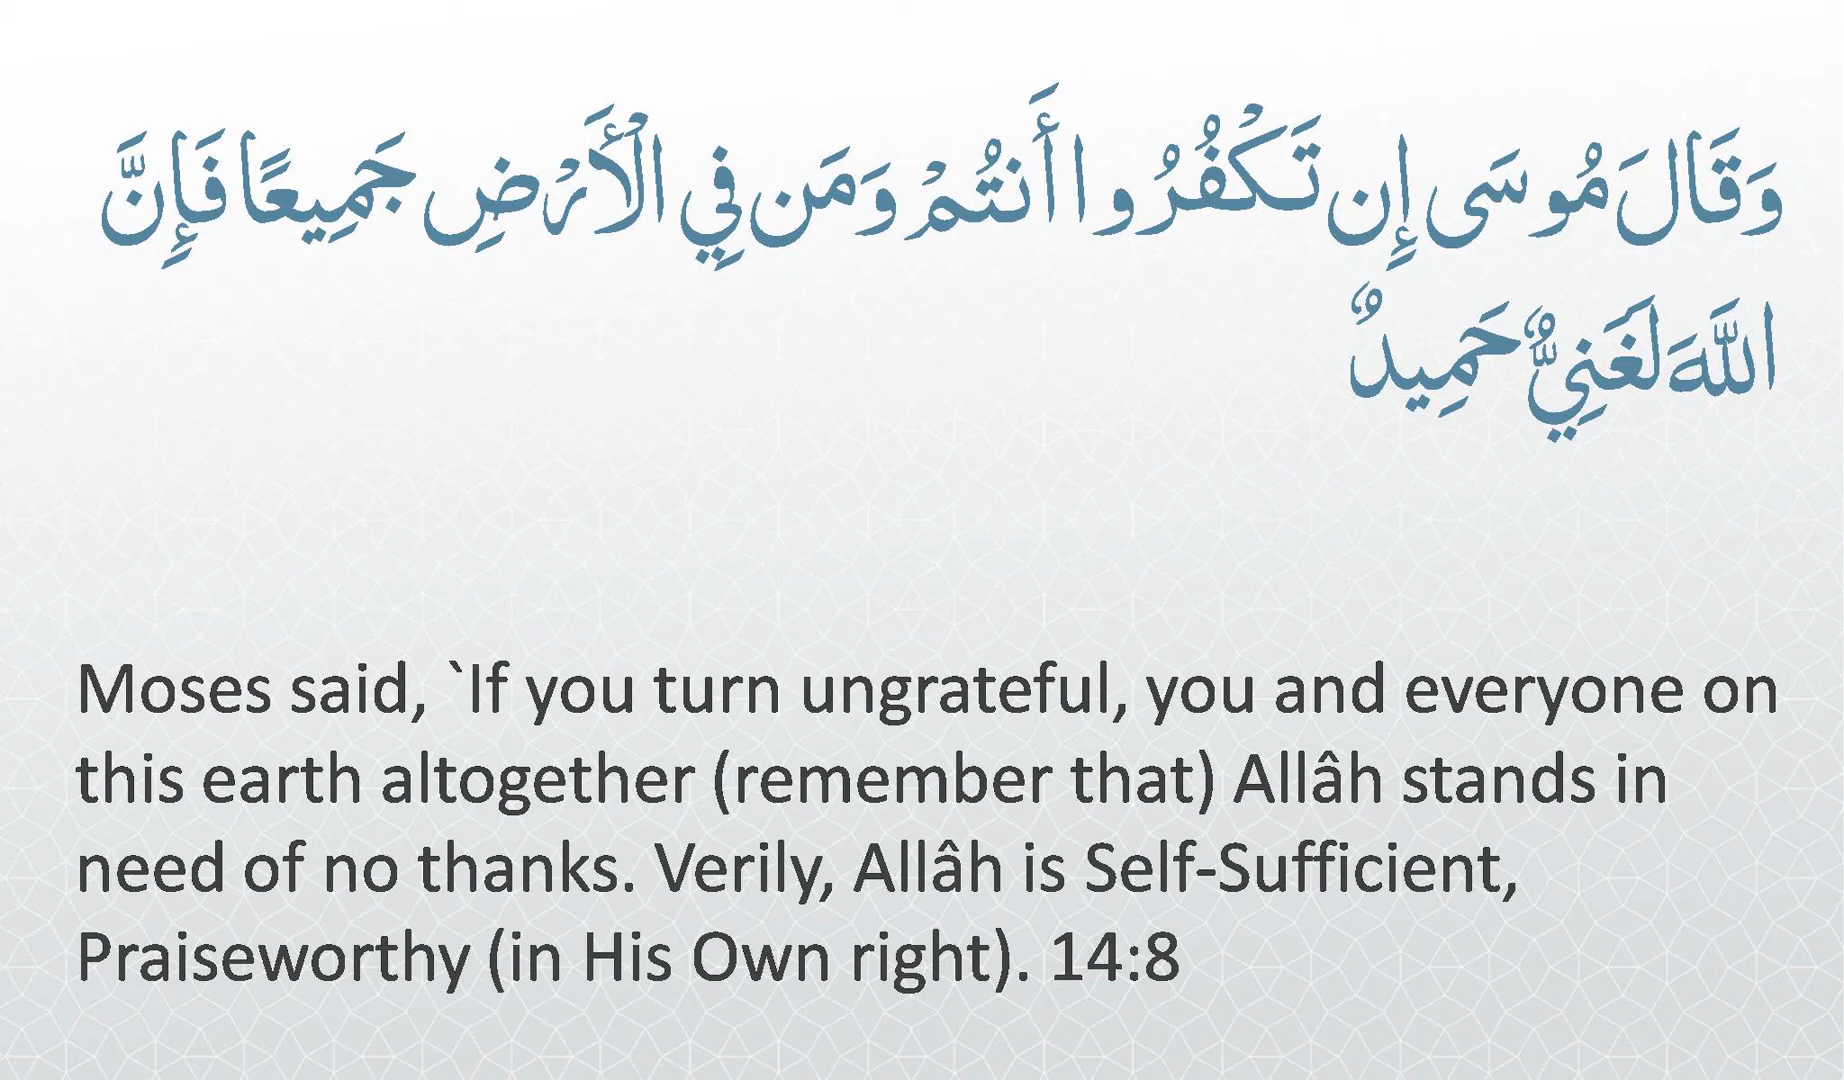 وَقَالَ مُوسَى إِن تَكْفُرُوا أَنتُمْ وَمَن فِي الْأَرْضِ جَمِيعًا فَإِنَّ
اللَّهَ لَغَنِيٌّ حَمِيدٌ
Moses said, `If you turn ungrateful, you and everyone on
this earth altogether (remember that) Allâh stands in
need of no thanks. Verily, Allâh is Self-Sufficient,
Praiseworthy (in His Own right). 14:8